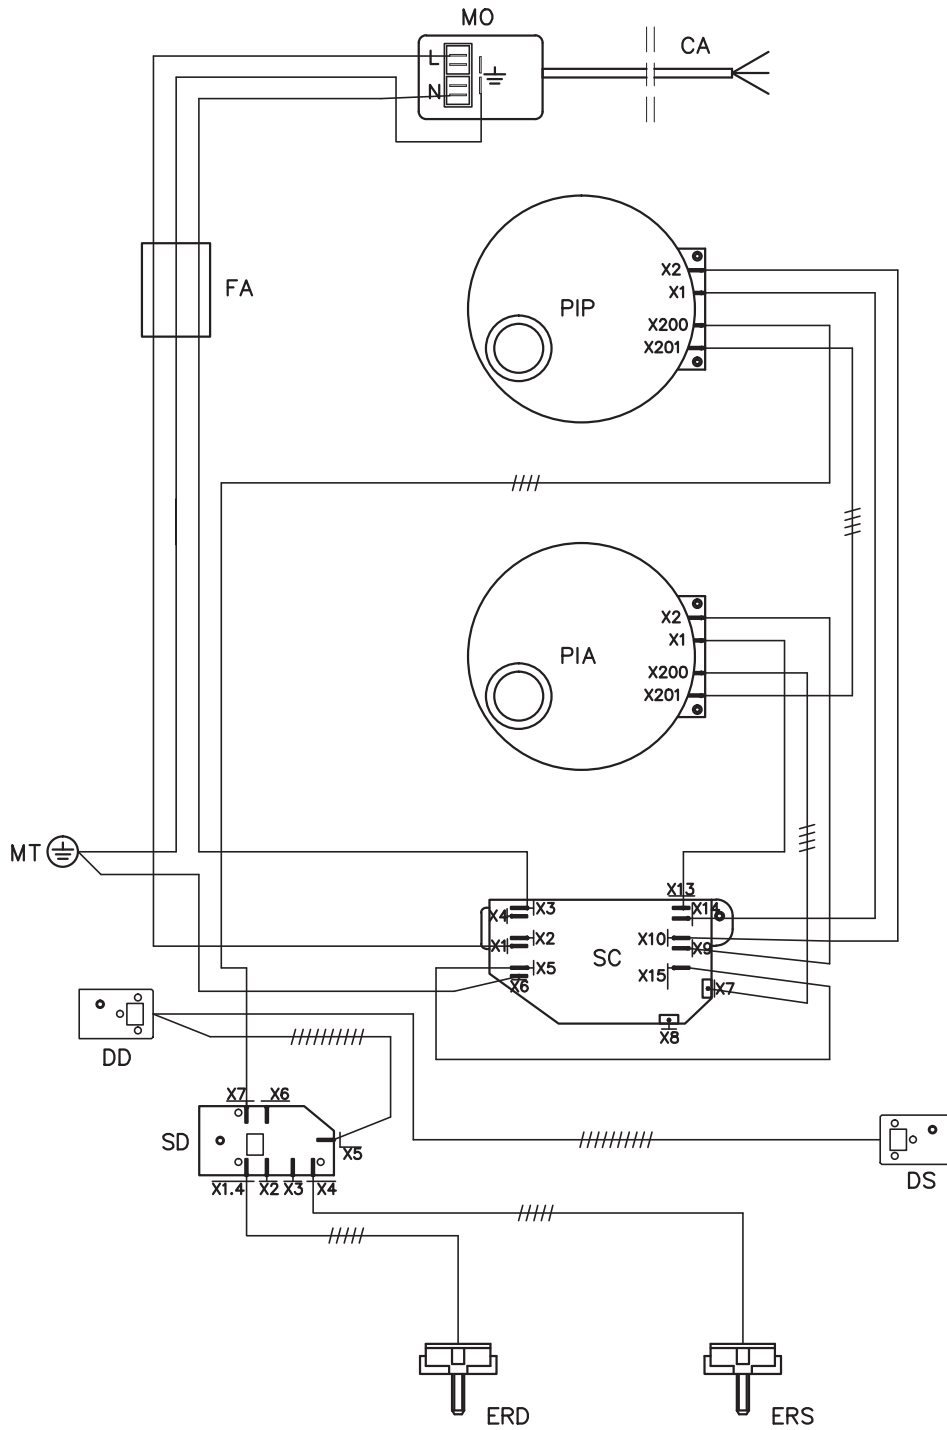 MO
CA
L
N
FA
X2
X1
PIP
X200
X201
X2
X1
PIA
X200
X201
MT
X13
X3
X14
X4
X2
X10
X1
X9
SC
X5
X15
X6
X7
X8
DD
X7 X6
SD
X5
DS
X1.4 X2 X3 X4
ERD
ERS